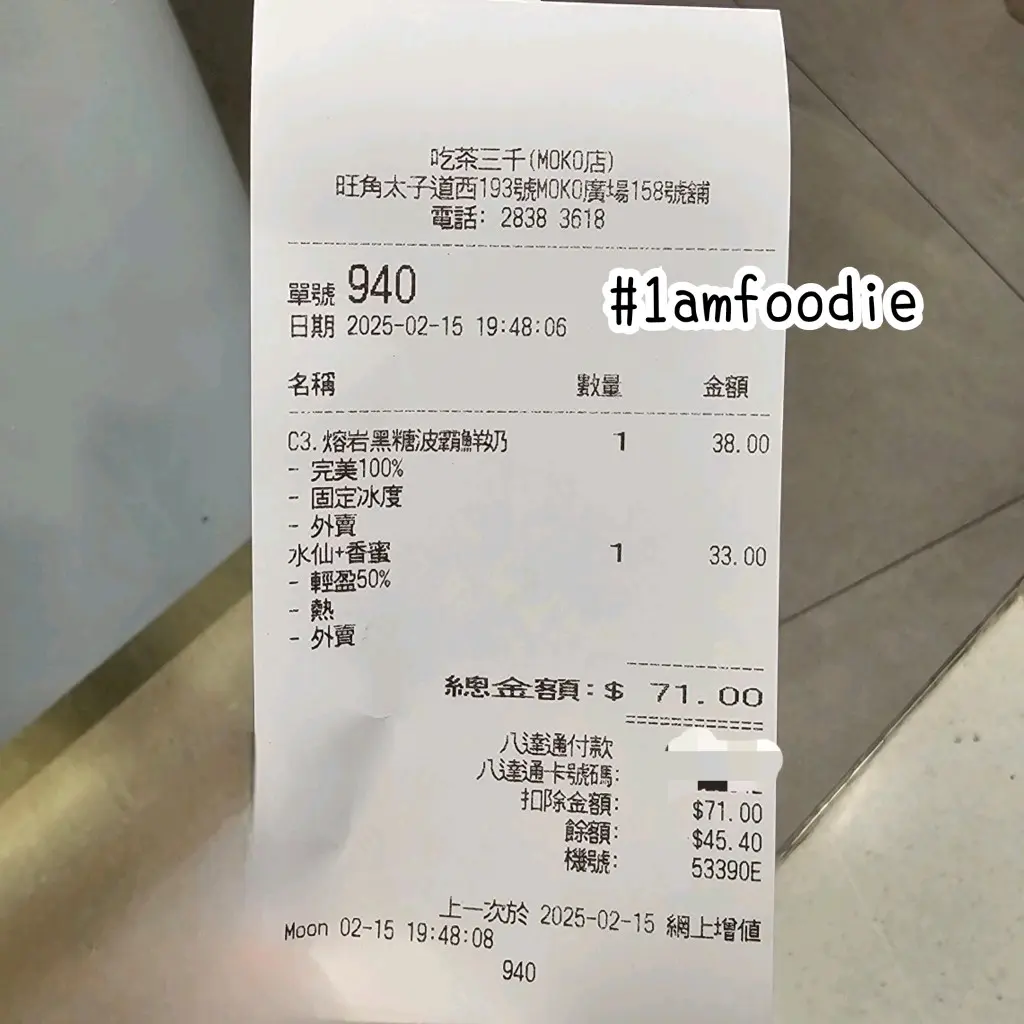 吃茶三千(MOKO店)
旺角太子道西193號MOKO廣場158號舖
電話: 2838 3618
單號 940
#1amfoodie
日期 2025-02-15 19:48:06
名稱 數量 金額
C3. 熔岩黑糖波霸鮮奶 1 38.00
- 完美100%
- 固定冰度
- 外賣
水仙+香蜜 1 33.00
- 輕盈50%
- 熱
- 外賣
總金額:$ 71.00
八達通付款
八達通卡號碼:
扣除金額: $71.00
餘額: $45.40
機號: 53390E
上一次於 2025-02-15 網上增值
Moon 02-15 19:48:08
940